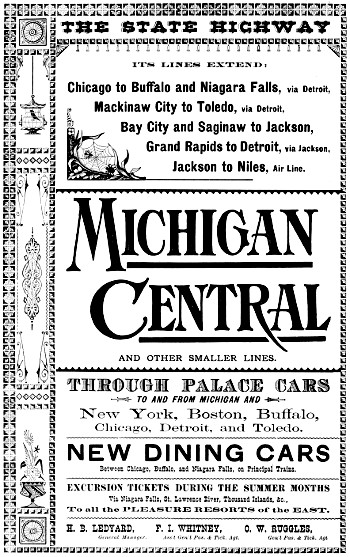 THE STATE HIGHWAY
ITS LINES EXTEND:
Chicago to Buffalo and Niagara Falls, via Detroit,
Mackinaw City to Toledo, via Detroit,
Bay City and Saginaw to Jackson,
Grand Rapids to Detroit, via Jackson,
Jackson to Niles, Air Line.
MICHIGAN
CENTRAL
AND OTHER SMALLER LINES.
THROUGH PALACE CARS
TO AND FROM MICHIGAN AND
New York, Boston, Buffalo,
Chicago, Detroit, and Toledo.
NEW DINING CARS
Between Chicago, Buffalo, and Niagara Falls, on Principal Trains.
EXCURSION TICKETS DURING THE SUMMER MONTHS
Via Niagara Falls, St. Lawrence River, Thousand Islands, &c.,
To all the PLEASURE RESORTS of the EAST.
H. B. LEDYARD, F. I. WHITNEY, O. W. RUGGLES,
General Manager. Ass't Gen'l Pas. & Tick. Agt. Gen'l Pas. & Tick. Agt.